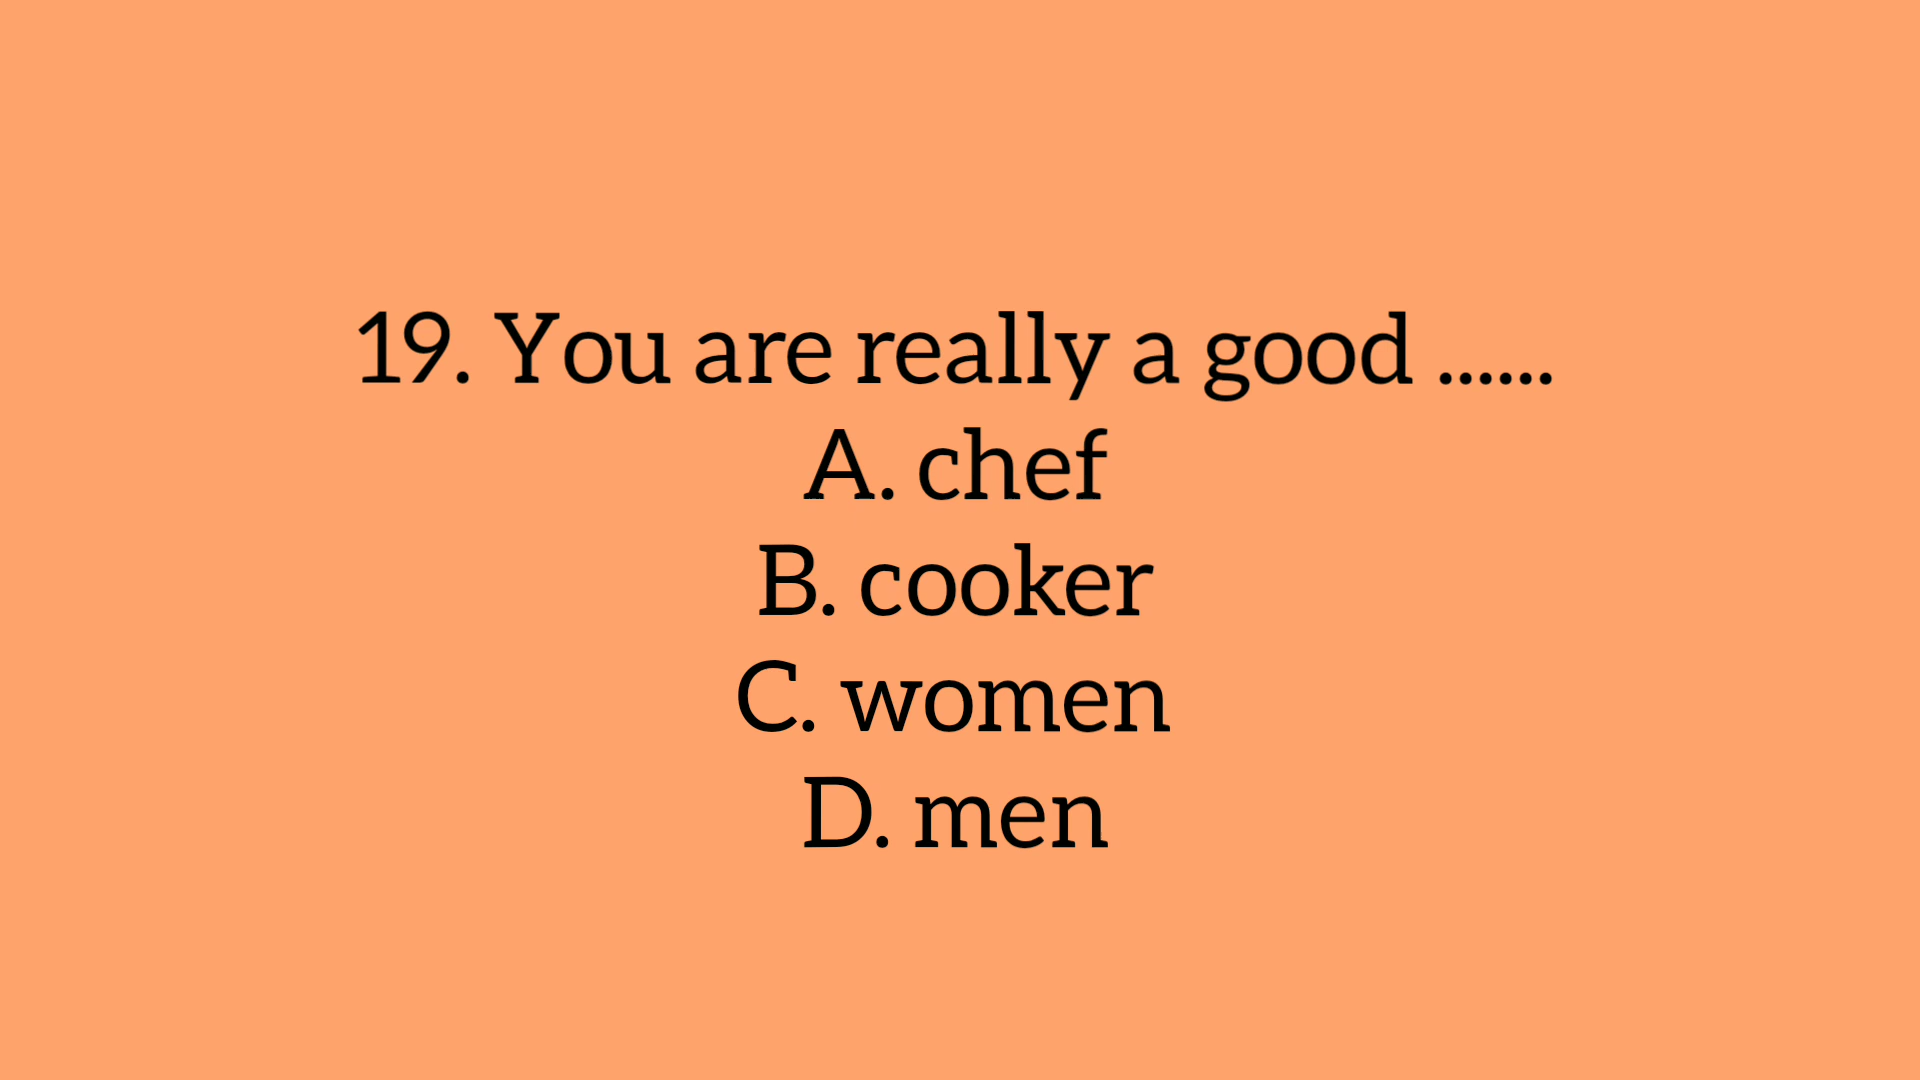 19. You are really a good ......
A. chef
B. cooker
C. women
D. men